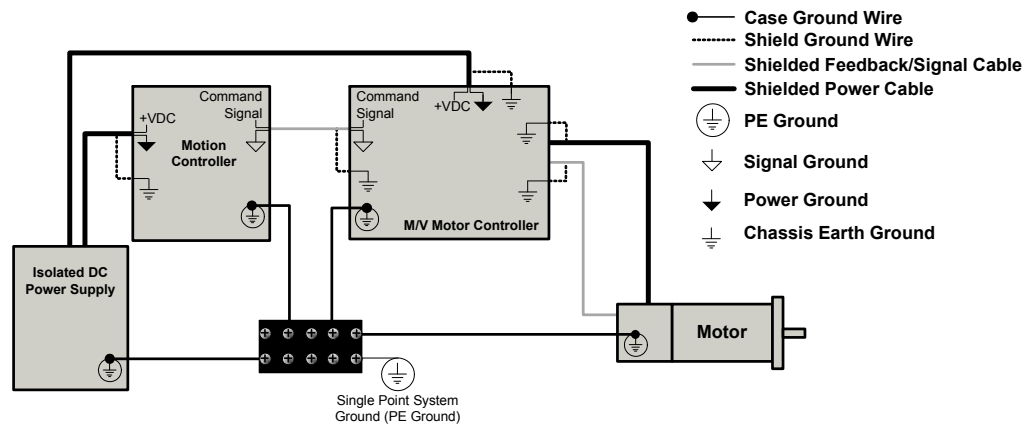 Case Ground Wire
Shield Ground Wire
Shielded Feedback/Signal Cable
Shielded Power Cable
PE Ground
Signal Ground
Power Ground
Chassis Earth Ground
+VDC
Command
Signal
Motion
Controller
Command
Signal
+VDC
M/V Motor Controller
Isolated DC
Power Supply
Motor
Single Point System
Ground (PE Ground)